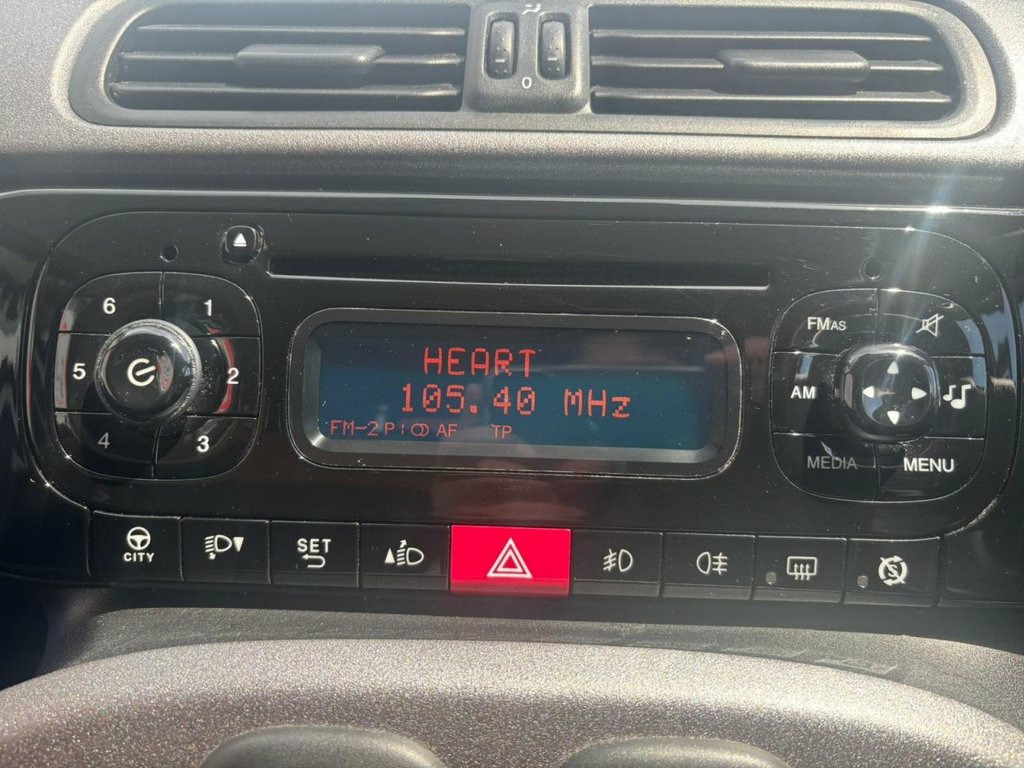 0
6
1
5
2
4
3
HEART
105.40 MHz
FM-2 P I AF TP
FMAS
AM
MEDIA
MENU
CITY
SET